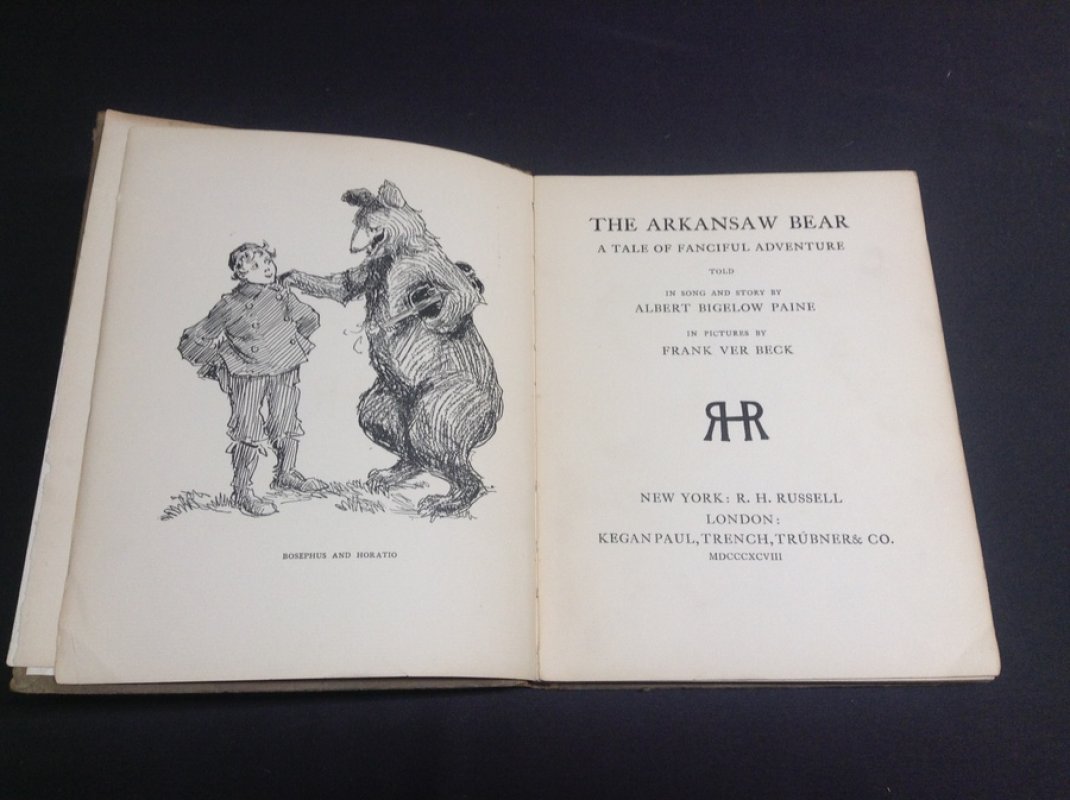 BOSEPHUS AND HORATIO
THE ARKANSAW BEAR
A TALE OF FANCIFUL ADVENTURE
TOLD
IN SONG AND STORY BY
ALBERT BIGELOW PAINE
IN PICTURES BY
FRANK VER BECK
RHR
NEW YORK: R. H. RUSSELL
LONDON:
KEGAN PAUL, TRENCH, TRÜBNER & CO.
MDCCCXCVIII